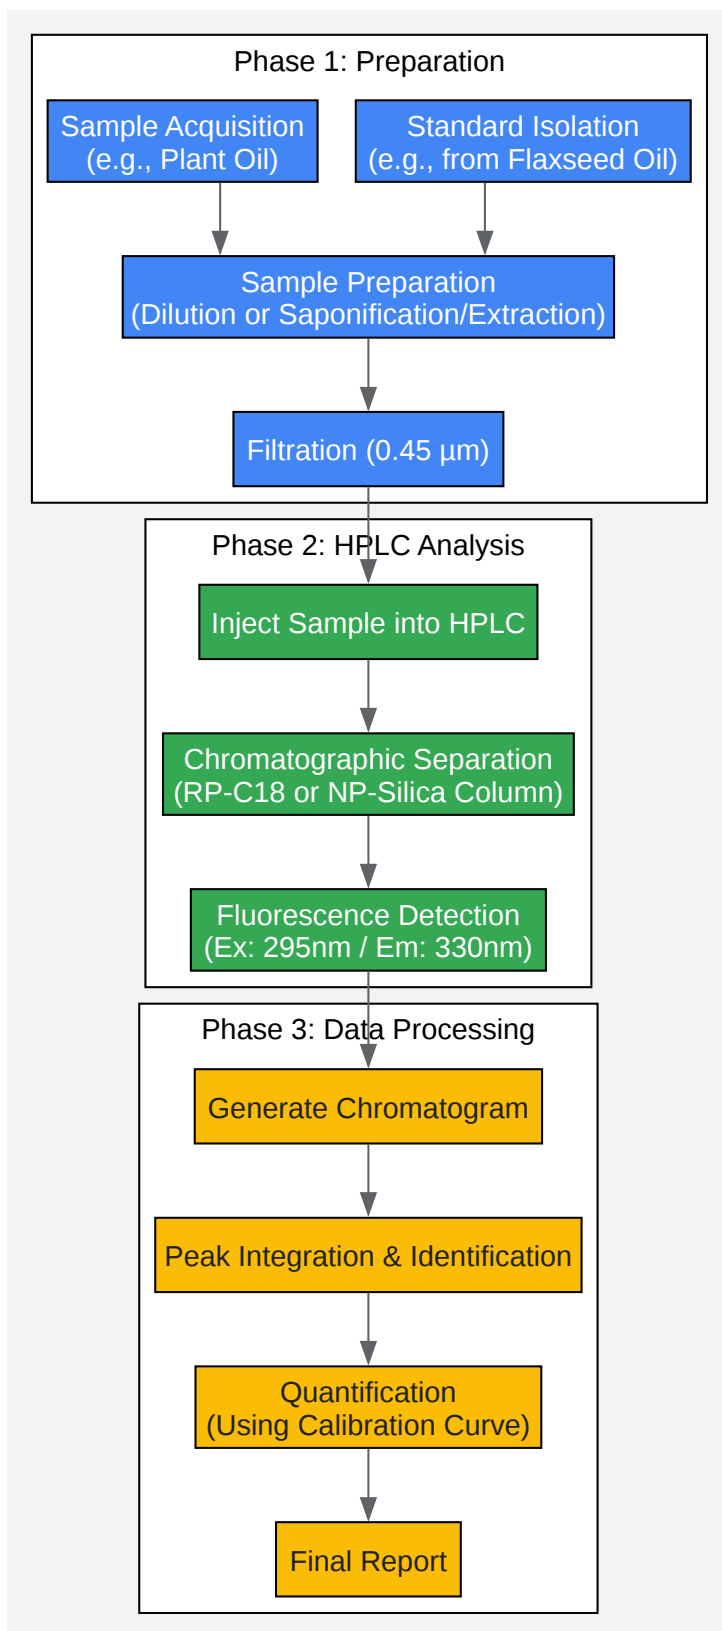 Phase 1: Preparation
Sample Acquisition
(e.g., Plant Oil)
Standard Isolation
(e.g., from Flaxseed Oil)
Sample Preparation
(Dilution or Saponification/Extraction)
Filtration (0.45 µm)
Phase 2: HPLC Analysis
Inject Sample into HPLC
Chromatographic Separation
(RP-C18 or NP-Silica Column)
Fluorescence Detection
(Ex: 295nm / Em: 330nm)
Phase 3: Data Processing
Generate Chromatogram
Peak Integration & Identification
Quantification
(Using Calibration Curve)
Final Report